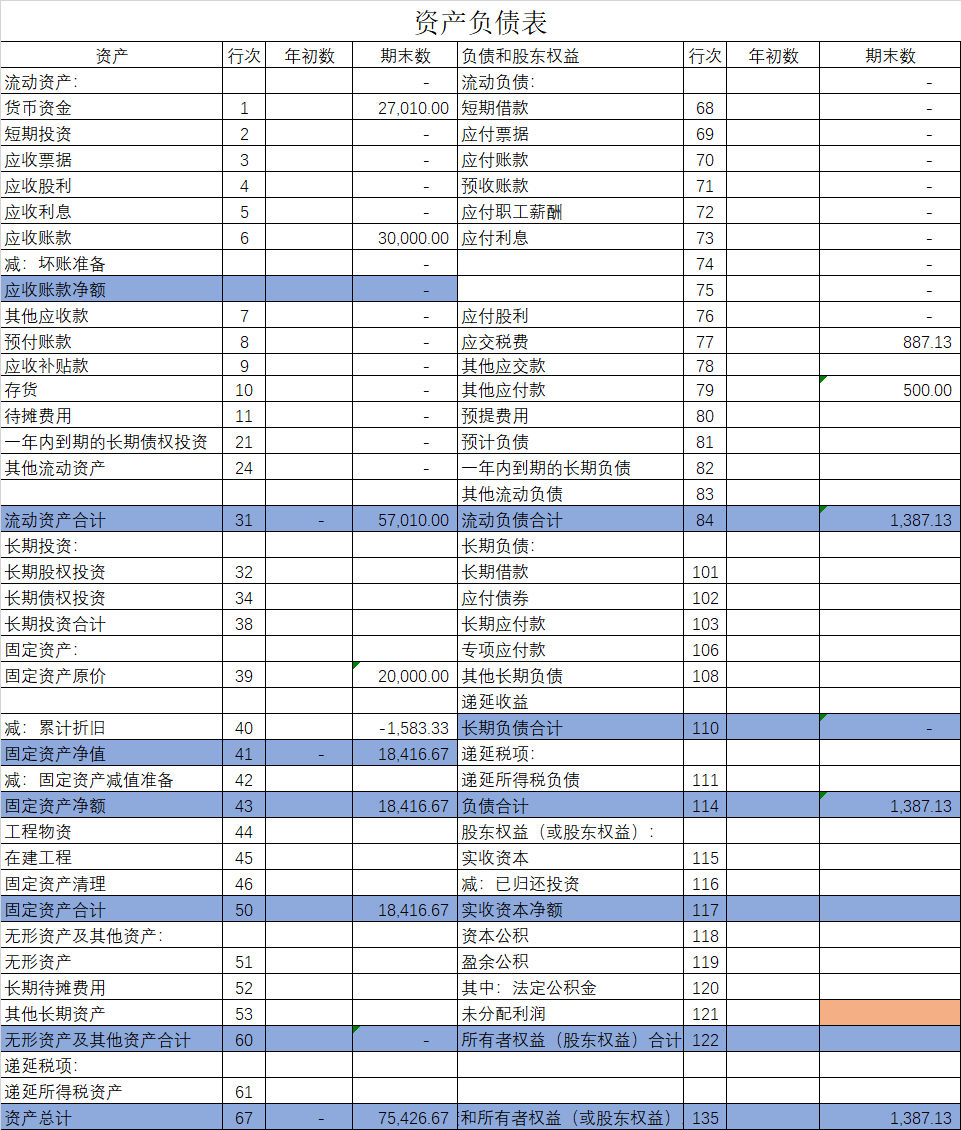 资产负债表
资产 行次 年初数 期末数 负债和股东权益 行次 年初数 期末数
流动资产: - 流动负债: -
货币资金 1 27,010.00 短期借款 68 -
短期投资 2 - 应付票据 69 -
应收票据 3 - 应付账款 70 -
应收股利 4 - 预收账款 71 -
应收利息 5 - 应付职工薪酬 72 -
应收账款 6 30,000.00 应付利息 73 -
减：坏账准备 - 74 -
应收账款净额 - 75 -
其他应收款 7 - 应付股利 76 -
预付账款 8 - 应交税费 77 887.13
应收补贴款 9 - 其他应交款 78
存货 10 - 其他应付款 79 500.00
待摊费用 11 - 预提费用 80
一年内到期的长期债权投资 21 - 预计负债 81
其他流动资产 24 - 一年内到期的长期负债 82
其他流动负债 83
流动资产合计 31 - 57,010.00 流动负债合计 84 1,387.13
长期投资: 长期负债:
长期股权投资 32 长期借款 101
长期债权投资 34 应付债券 102
长期投资合计 38 长期应付款 103
固定资产: 专项应付款 106
固定资产原价 39 20,000.00 其他长期负债 108
递延收益
减：累计折旧 40 -1,583.33 长期负债合计 110 -
固定资产净值 41 - 18,416.67 递延税项:
减：固定资产减值准备 42 递延所得税负债 111
固定资产净额 43 18,416.67 负债合计 114 1,387.13
工程物资 44 股东权益（或股东权益）:
在建工程 45 实收资本 115
固定资产清理 46 减：已归还投资 116
固定资产合计 50 18,416.67 实收资本净额 117
无形资产及其他资产: 资本公积 118
无形资产 51 盈余公积 119
长期待摊费用 52 其中：法定公积金 120
其他长期资产 53 未分配利润 121
无形资产及其他资产合计 60 - 所有者权益（股东权益）合计 122
递延税项:
递延所得税资产 61
资产总计 67 - 75,426.67 和所有者权益（或股东权益） 135 1,387.13